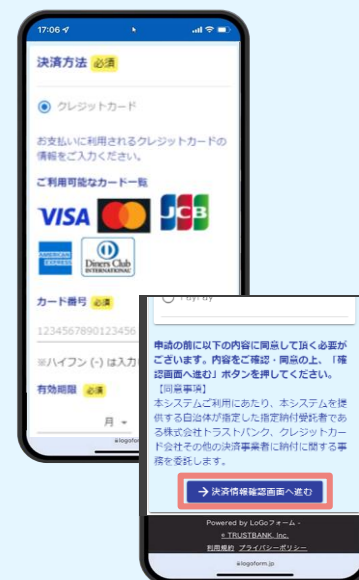 17:06
決済方法 必須
クレジットカード
お支払いに利用されるクレジットカードの
情報をご入力ください。
ご利用可能なカード一覧
VISA JCB
AMERICAN EXPRESS Diners Club INTERNATIONAL
カード番号 必須
1234567890123456
※ハイフン (-) は入力
有効期限 必須
月
PayPay
申請の前に以下の内容に同意して頂く必要が
ございます。内容をご確認・同意の上、「確
認画面へ進む」ボタンを押してください。
【同意事項】
本システムご利用にあたり、本システムを提
供する自治体が指定した指定納付受託者であ
る株式会社トラストバンク、クレジットカー
ド会社その他の決済事業者に納付に関する事
務を委託します。
→ 決済情報確認画面へ進む
Powered by LoGoフォーム -
© TRUSTBANK, Inc.
利用規約 プライバシーポリシー
logoform.jp